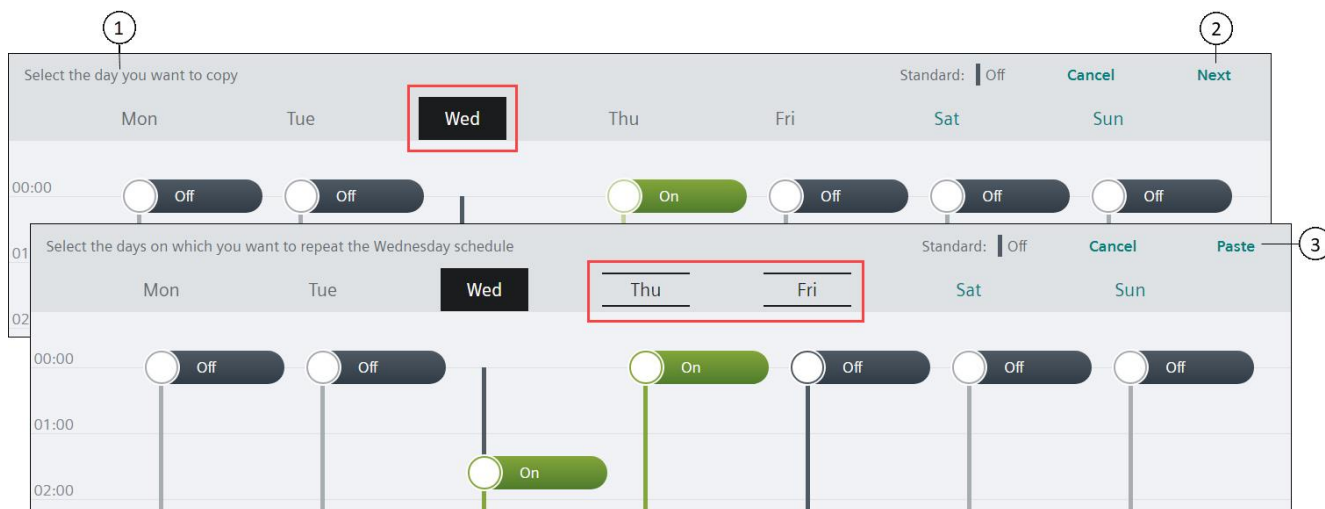 1
2
Select the day you want to copy Standard: Off Cancel Next
Mon Tue Wed Thu Fri Sat Sun
00:00 Off Off On Off Off Off
01
Select the days on which you want to repeat the Wednesday schedule Standard: Off Cancel Paste 3
Mon Tue Wed Thu Fri Sat Sun
02
00:00 Off Off On Off Off Off
01:00
On
02:00